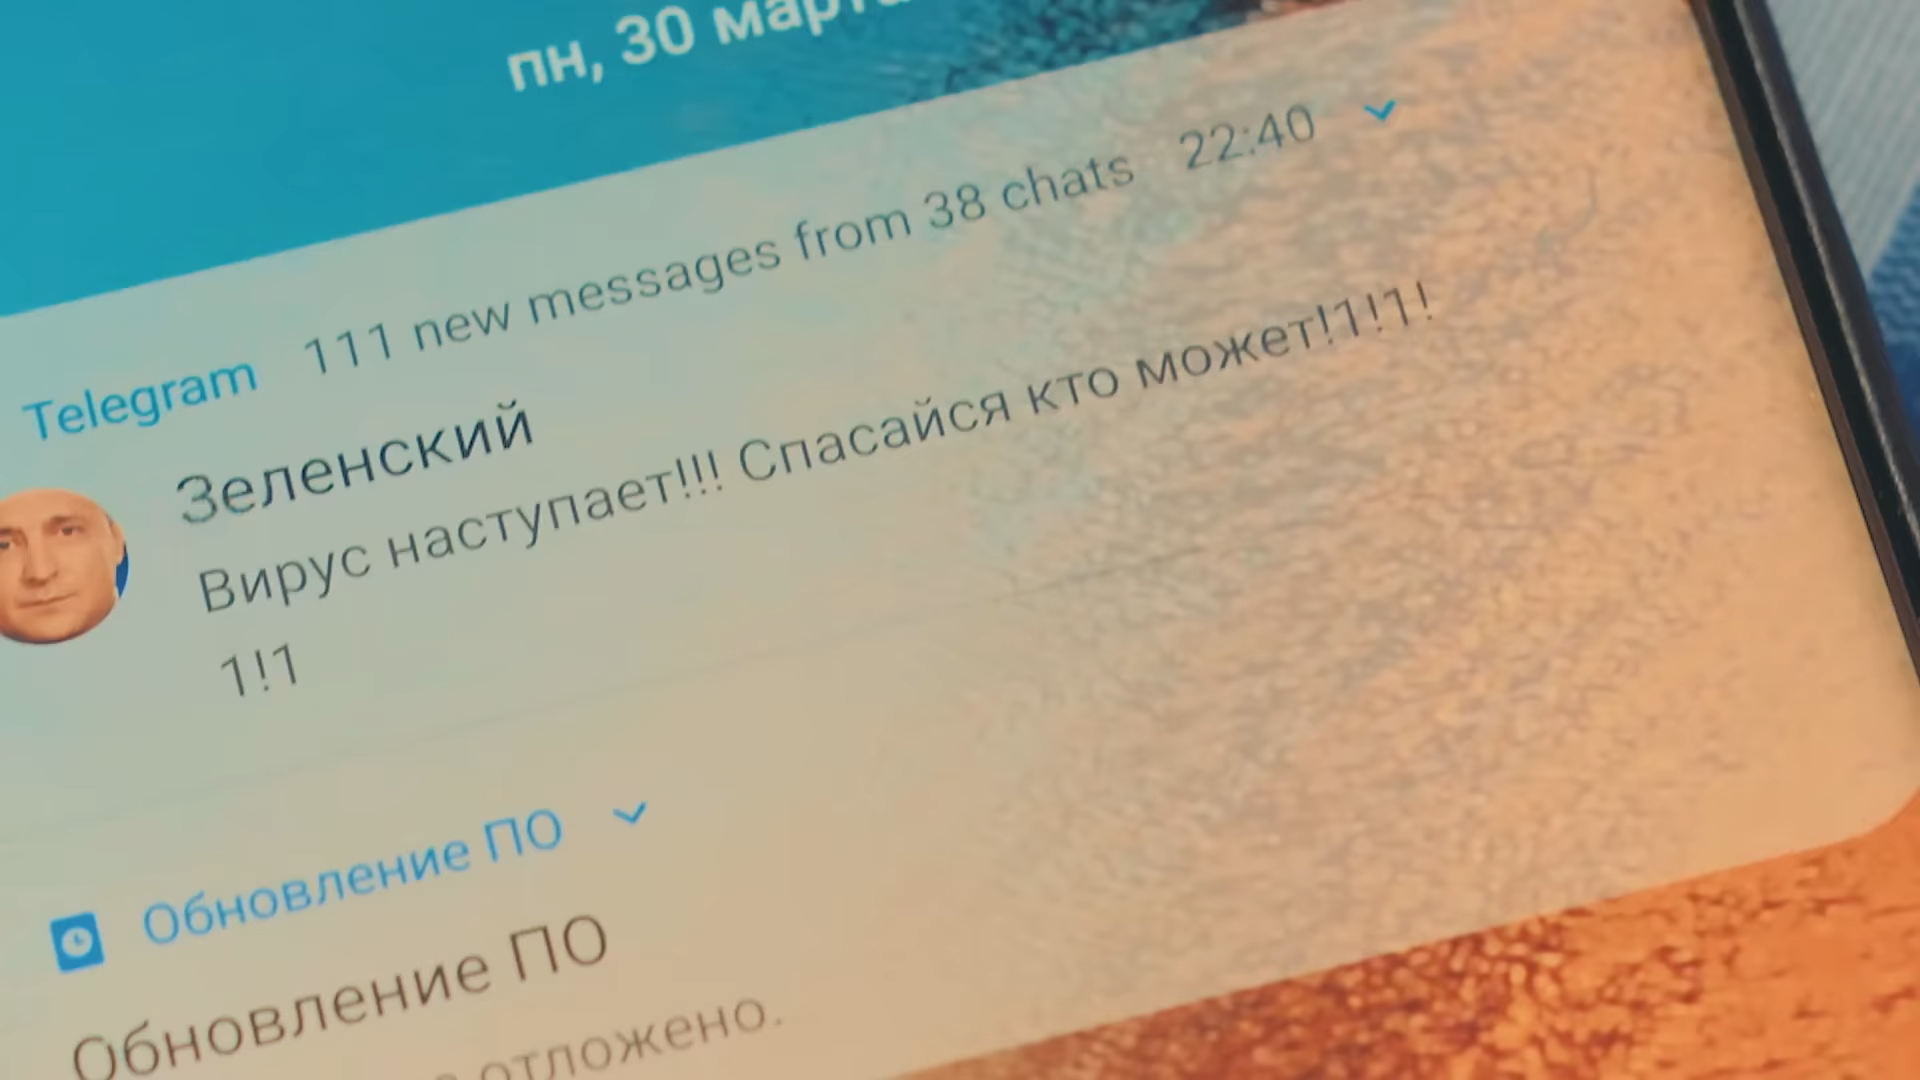 пн, 30 марта
Telegram 111 new messages from 38 chats 22:40
Зеленский
Вирус наступает!!! Спасайся кто может!1!1!
1!1
Обновление ПО
Обновление ПО
отложено.